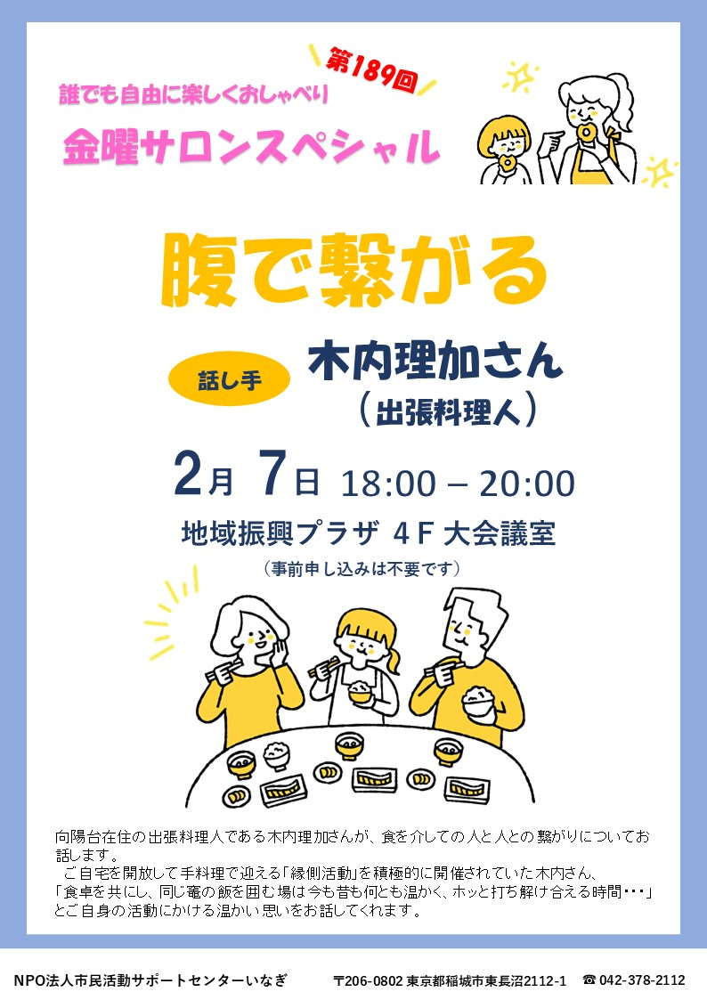 第189回
誰でも自由に楽しくおしゃべり
金曜サロンスペシャル
腹で繋がる
話し手
木内理加さん
（出張料理人）
2月 7日 18:00 – 20:00
地域振興プラザ 4F 大会議室
（事前申し込みは不要です）
向陽台在住の出張料理人である木内理加さんが、食を介しての人と人との繋がりについてお
話します。
ご自宅を開放して手料理で迎える「縁側活動」を積極的に開催されていた木内さん、
「食卓を共にし、同じ竈の飯を囲む場は今も昔も何とも温かく、ホッと打ち解け合える時間・・・」
とご自身の活動にかける温かい思いをお話してくれます。
NPO法人市民活動サポートセンターいなぎ 〒206-0802 東京都稲城市東長沼2112-1 ☎ 042-378-2112